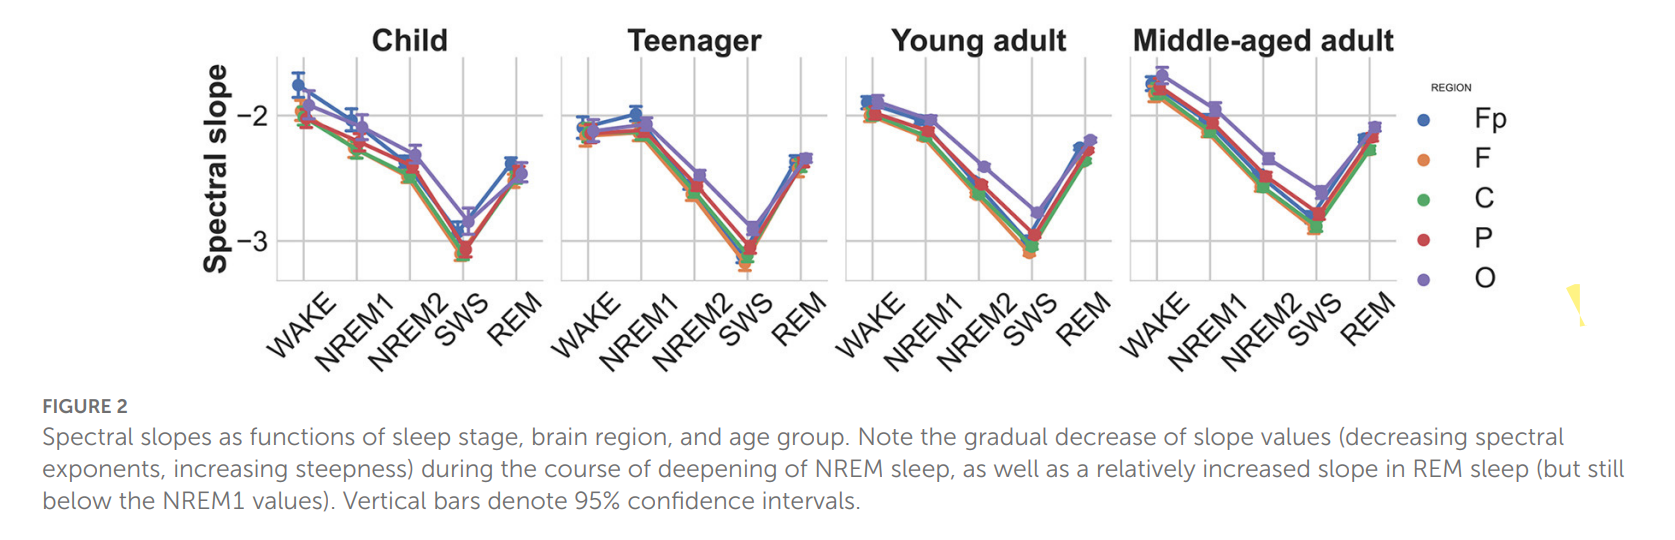 Child
Teenager
Young adult
Middle-aged adult
Spectral slope
−2
−3
WAKE
NREM1
NREM2
SWS
REM
WAKE
NREM1
NREM2
SWS
REM
WAKE
NREM1
NREM2
SWS
REM
WAKE
NREM1
NREM2
SWS
REM
REGION
Fp
F
C
P
O
FIGURE 2
Spectral slopes as functions of sleep stage, brain region, and age group. Note the gradual decrease of slope values (decreasing spectral
exponents, increasing steepness) during the course of deepening of NREM sleep, as well as a relatively increased slope in REM sleep (but still
below the NREM1 values). Vertical bars denote 95% confidence intervals.